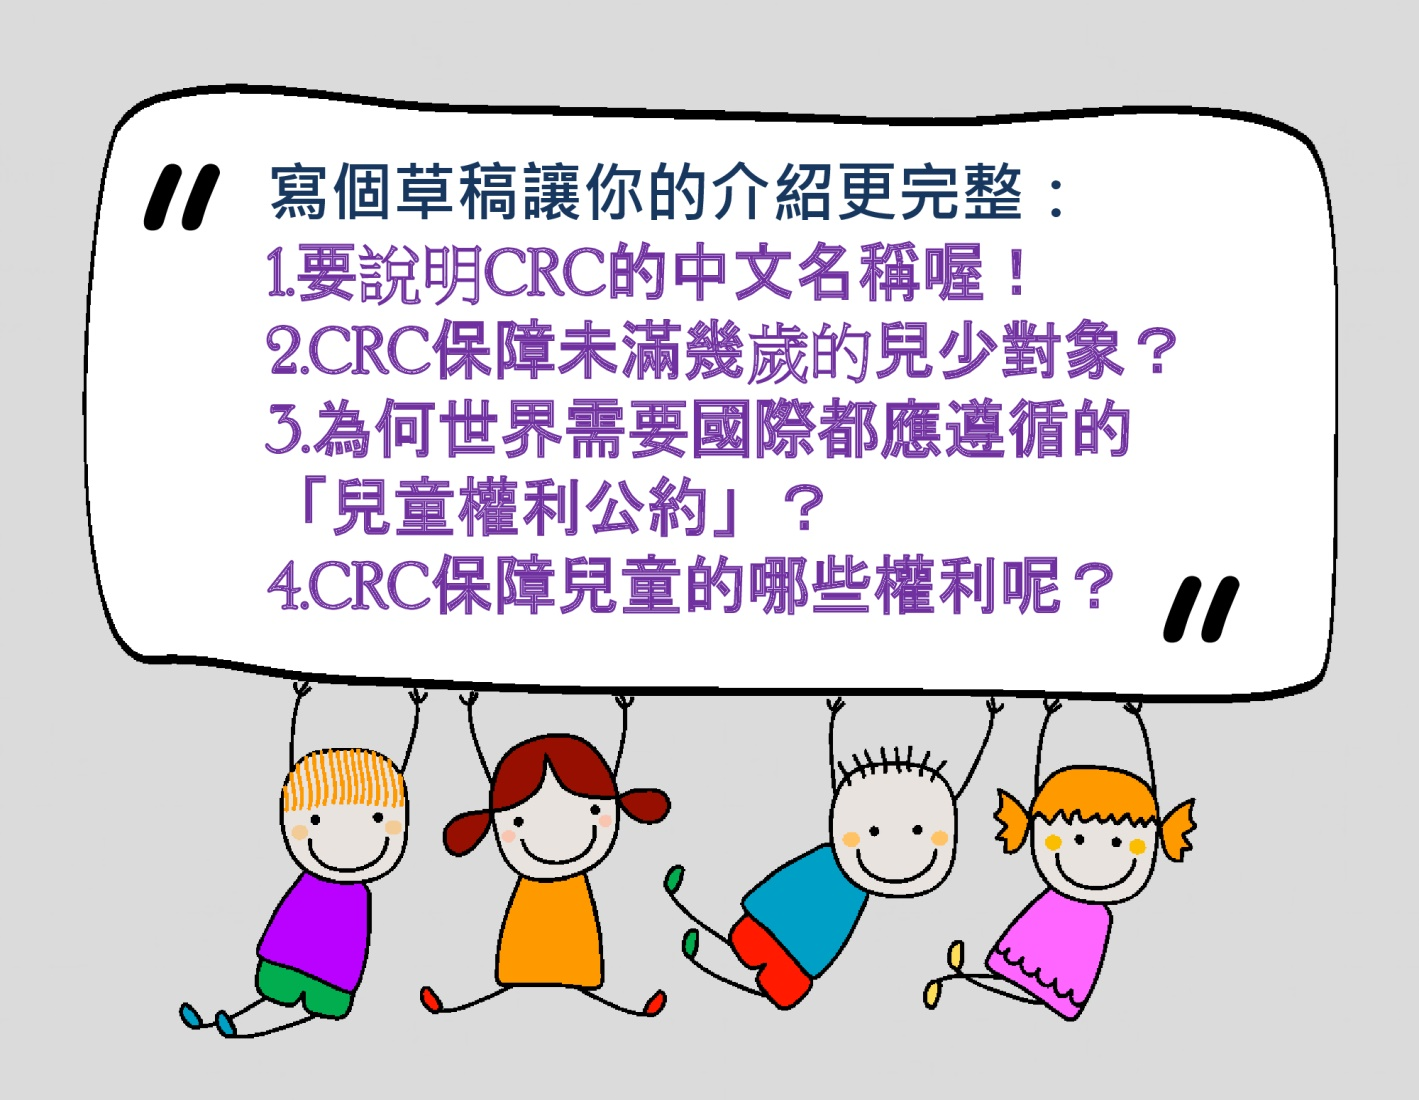 寫個草稿讓你的介紹更完整：
1.要說明CRC的中文名稱喔！
2.CRC保障未滿幾歲的兒少對象？
3.為何世界需要國際都應遵循的
「兒童權利公約」？
4.CRC保障兒童的哪些權利呢？